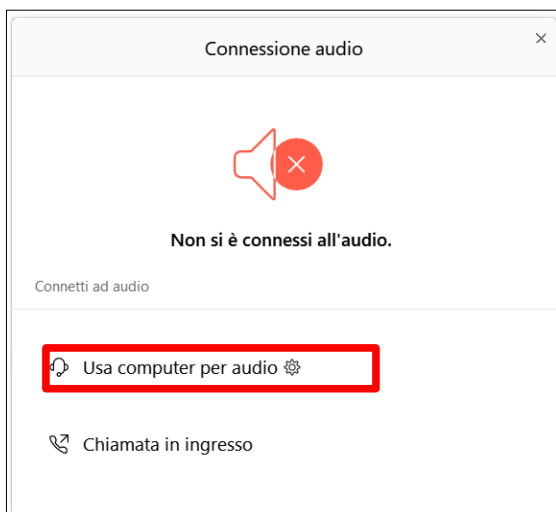 Connessione audio
Non si è connessi all'audio.
Connetti ad audio
Usa computer per audio
Chiamata in ingresso